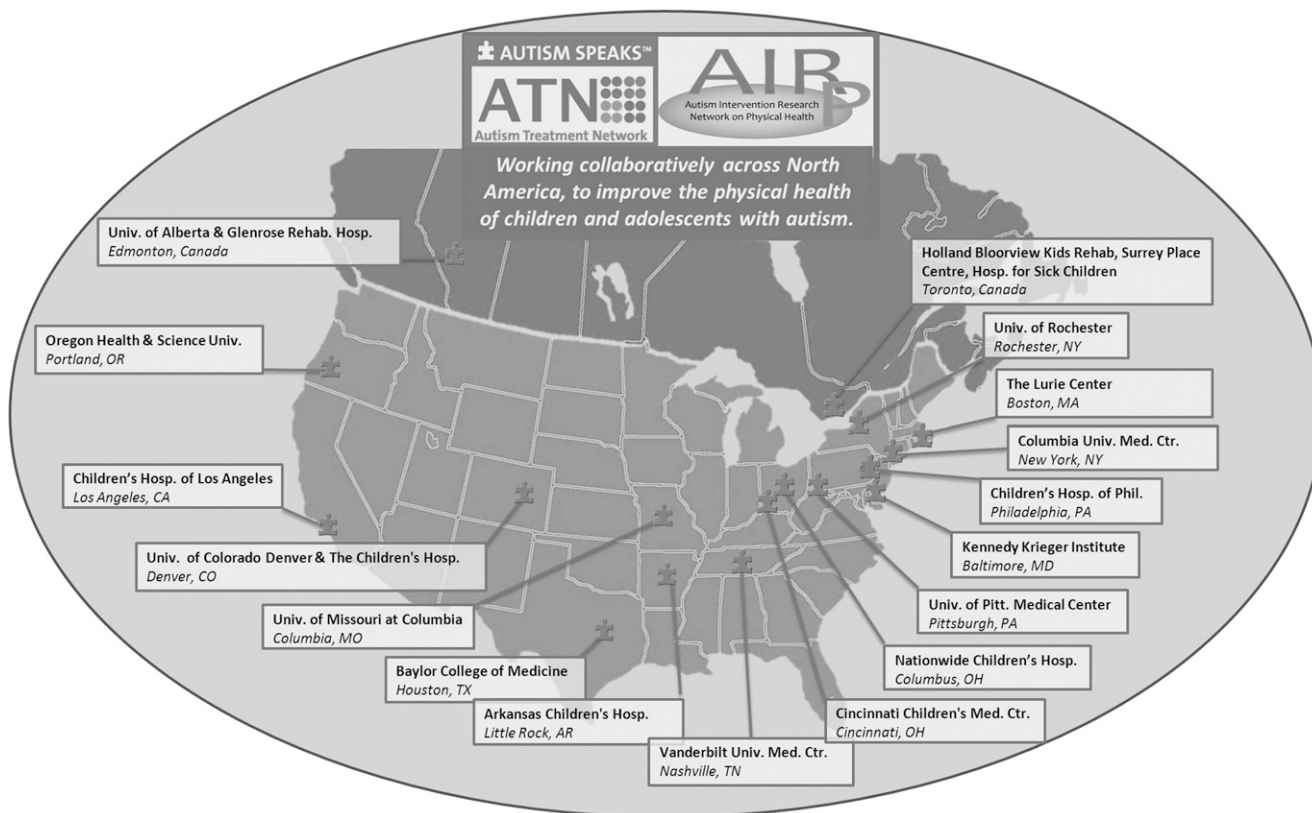 AUTISM SPEAKS™
ATN
Autism Treatment Network
AIR
P
Autism Intervention Research
Network on Physical Health
Working collaboratively across North
America, to improve the physical health
of children and adolescents with autism.
Univ. of Alberta & Glenrose Rehab. Hosp.
Edmonton, Canada
Holland Bloorview Kids Rehab, Surrey Place
Centre, Hosp. for Sick Children
Toronto, Canada
Oregon Health & Science Univ.
Portland, OR
Univ. of Rochester
Rochester, NY
The Lurie Center
Boston, MA
Columbia Univ. Med. Ctr.
New York, NY
Children's Hosp. of Los Angeles
Los Angeles, CA
Children's Hosp. of Phil.
Philadelphia, PA
Univ. of Colorado Denver & The Children's Hosp.
Denver, CO
Kennedy Krieger Institute
Baltimore, MD
Univ. of Missouri at Columbia
Columbia, MO
Univ. of Pitt. Medical Center
Pittsburgh, PA
Baylor College of Medicine
Houston, TX
Nationwide Children's Hosp.
Columbus, OH
Arkansas Children's Hosp.
Little Rock, AR
Cincinnati Children's Med. Ctr.
Cincinnati, OH
Vanderbilt Univ. Med. Ctr.
Nashville, TN